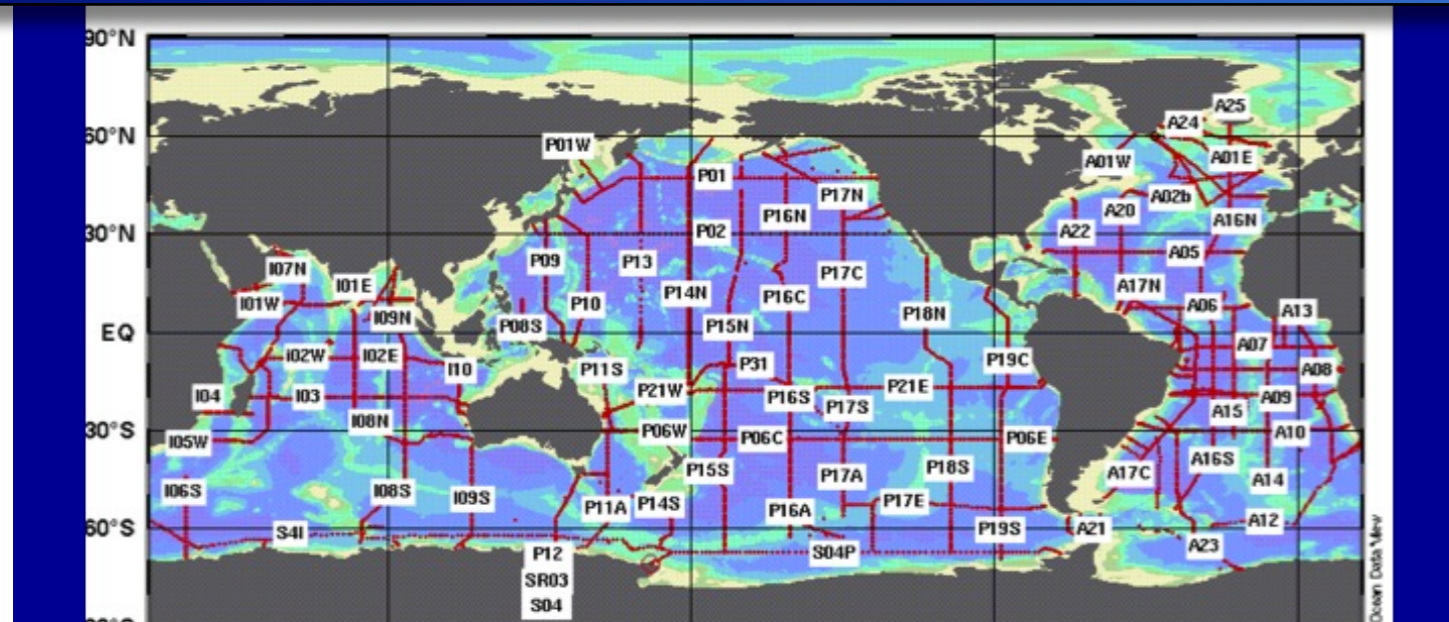 90°N
A25
A24
60°N
P01W
A01W
A01E
P01
P17N
A02b
A20
P16N
A16N
30°N
P02
A22
A05
I07N
P09
P13
P17C
I01E
A17N
I01W
P10
P14N
P16C
A06
A13
I09N
P18N
EQ
P08S
P15N
A07
I02W
I02E
P19C
I10
P11S
P31
A08
P21W
P21E
I04
I03
P16S
P17S
A09
A15
I08N
30°S
I05W
P06W
P06C
P06E
A10
A16S
P15S
P18S
A17C
P17A
A14
I06S
I08S
I09S
P11A
P14S
P17E
P16A
A12
60°S
S4I
P19S
A21
P12
S04P
A23
SR03
S04
Ocean Data View